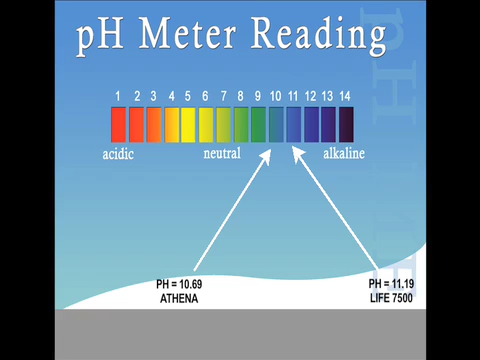 pH Meter Reading
1 2 3 4 5 6 7 8 9 10 11 12 13 14
acidic neutral alkaline
PH = 10.69
ATHENA
PH = 11.19
LIFE 7500